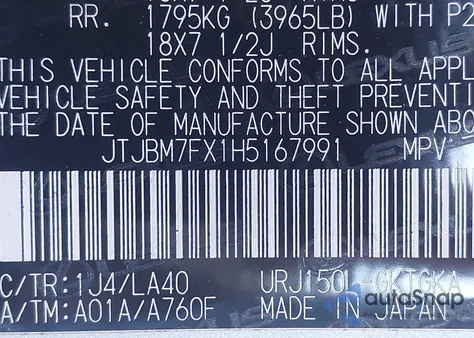 RR. 1795KG (3965LB) WITH P2
18X7 1/2J RIMS.
THIS VEHICLE CONFORMS TO ALL APPL
VEHICLE SAFETY AND THEFT PREVENTI
THE DATE OF MANUFACTURE SHOWN ABO
JTJBM7FX1H5167991 MPV
C/TR:1J4/LA40 URJ150L-GKTGKA
A/TM:A01A/A760F MADE IN JAPAN
autoSnap